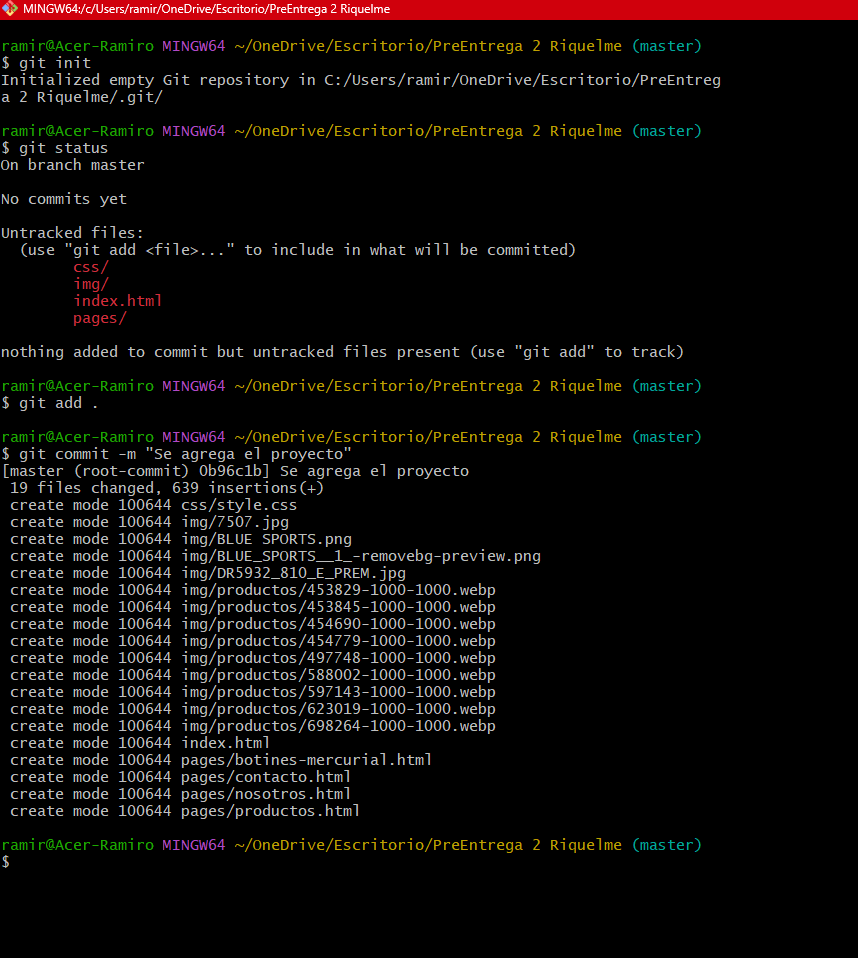 MINGW64:/c/Users/ramir/OneDrive/Escritorio/PreEntrega 2 Riquelme
ramir@Acer-Ramiro MINGW64 ~/OneDrive/Escritorio/PreEntrega 2 Riquelme (master)
$ git init
Initialized empty Git repository in C:/Users/ramir/OneDrive/Escritorio/PreEntreg
a 2 Riquelme/.git/
ramir@Acer-Ramiro MINGW64 ~/OneDrive/Escritorio/PreEntrega 2 Riquelme (master)
$ git status
On branch master
No commits yet
Untracked files:
  (use "git add <file>..." to include in what will be committed)
        css/
        img/
        index.html
        pages/
nothing added to commit but untracked files present (use "git add" to track)
ramir@Acer-Ramiro MINGW64 ~/OneDrive/Escritorio/PreEntrega 2 Riquelme (master)
$ git add .
ramir@Acer-Ramiro MINGW64 ~/OneDrive/Escritorio/PreEntrega 2 Riquelme (master)
$ git commit -m "Se agrega el proyecto"
[master (root-commit) 0b96c1b] Se agrega el proyecto
 19 files changed, 639 insertions(+)
 create mode 100644 css/style.css
 create mode 100644 img/7507.jpg
 create mode 100644 img/BLUE SPORTS.png
 create mode 100644 img/BLUE_SPORTS__1_-removebg-preview.png
 create mode 100644 img/DR5932_810_E_PREM.jpg
 create mode 100644 img/productos/453829-1000-1000.webp
 create mode 100644 img/productos/453845-1000-1000.webp
 create mode 100644 img/productos/454690-1000-1000.webp
 create mode 100644 img/productos/454779-1000-1000.webp
 create mode 100644 img/productos/497748-1000-1000.webp
 create mode 100644 img/productos/588002-1000-1000.webp
 create mode 100644 img/productos/597143-1000-1000.webp
 create mode 100644 img/productos/623019-1000-1000.webp
 create mode 100644 img/productos/698264-1000-1000.webp
 create mode 100644 index.html
 create mode 100644 pages/botines-mercurial.html
 create mode 100644 pages/contacto.html
 create mode 100644 pages/nosotros.html
 create mode 100644 pages/productos.html
ramir@Acer-Ramiro MINGW64 ~/OneDrive/Escritorio/PreEntrega 2 Riquelme (master)
$